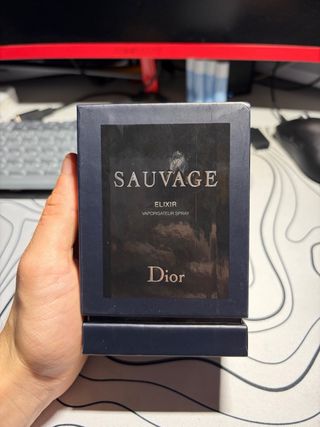 SAUVAGE
ELIXIR
VAPORISATEUR SPRAY
Dior